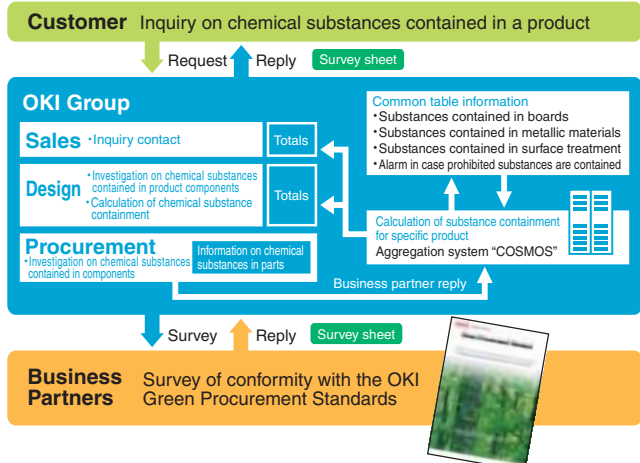 Customer Inquiry on chemical substances contained in a product
Request
Reply
Survey sheet
OKI Group
Sales
・Inquiry contact
Totals
Design
・Investigation on chemical substances
contained in product components
・Calculation of chemical substance
containment
Totals
Procurement
・Investigation on chemical substances
contained in components
Information on chemical
substances in parts
Common table information
・Substances contained in boards
・Substances contained in metallic materials
・Substances contained in surface treatment
・Alarm in case prohibited substances are contained
Calculation of substance containment
for specific product
Aggregation system “COSMOS”
Business partner reply
Survey
Reply
Survey sheet
Business
Partners
Survey of conformity with the OKI
Green Procurement Standards